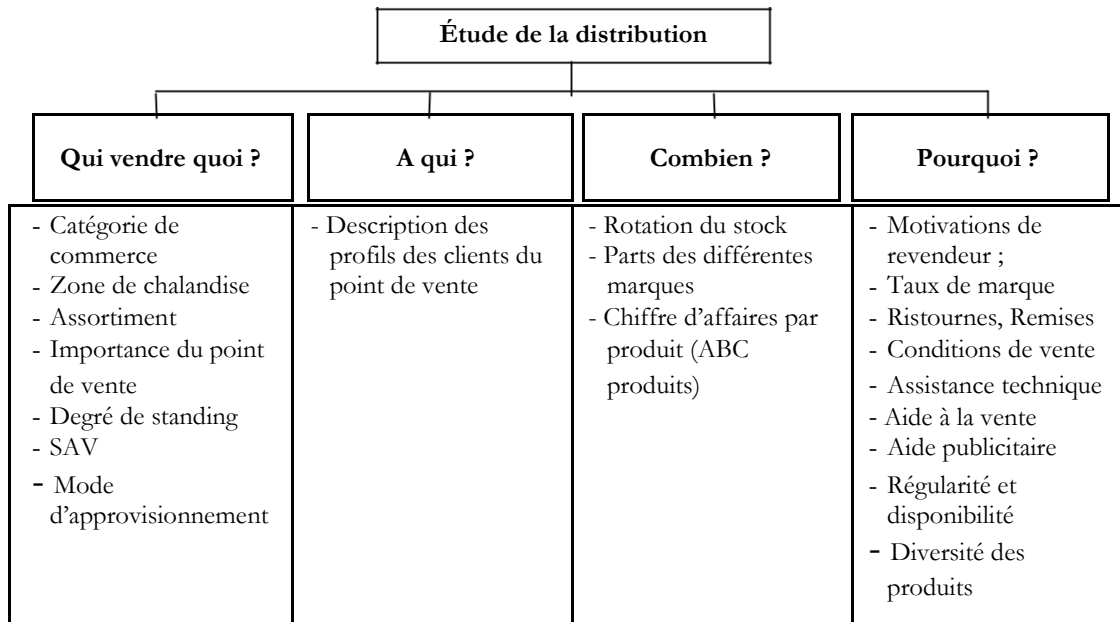 Étude de la distribution
Qui vendre quoi ?
A qui ?
Combien ?
Pourquoi ?
- Catégorie de
commerce
- Zone de chalandise
- Assortiment
- Importance du point
de vente
- Degré de standing
- SAV
- Mode
d’approvisionnement
- Description des
profils des clients du
point de vente
- Rotation du stock
- Parts des différentes
marques
- Chiffre d’affaires par
produit (ABC
produits)
- Motivations de
revendeur ;
- Taux de marque
- Ristournes, Remises
- Conditions de vente
- Assistance technique
- Aide à la vente
- Aide publicitaire
- Régularité et
disponibilité
- Diversité des
produits